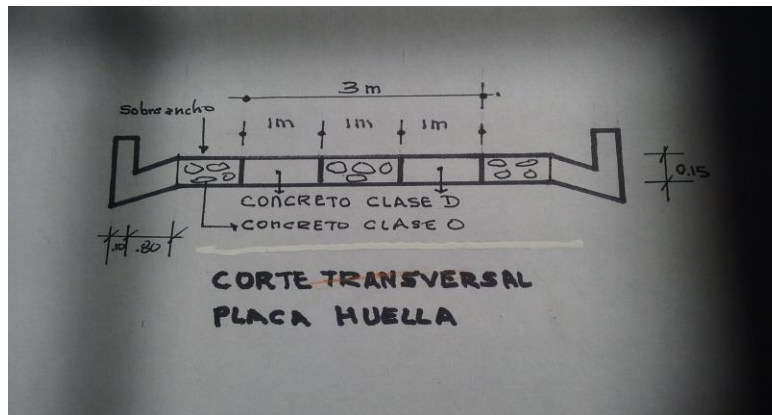 3 m
Sobreancho
1m 1m 1m
0.15
CONCRETO CLASE D
CONCRETO CLASE O
.10 .80
CORTE TRANSVERSAL
PLACA HUELLA